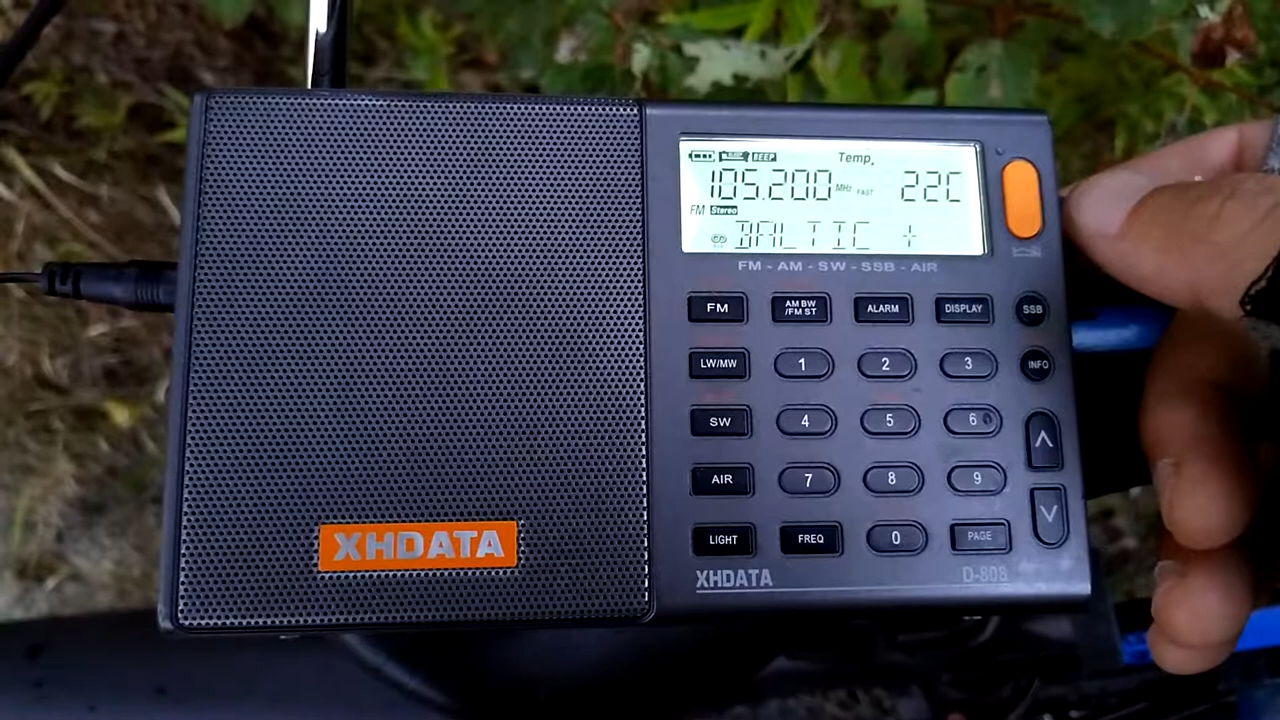 BEEP Temp.
105.200 MHz FAST 22C
FM Stereo
BALTIC +
FM - AM - SW - SSB - AIR
FM AM BW /FM ST ALARM DISPLAY SSB
LW/MW 1 2 3 INFO
SW 4 5 6
AIR 7 8 9
LIGHT FREQ 0 PAGE
XHDATA
XHDATA D-808